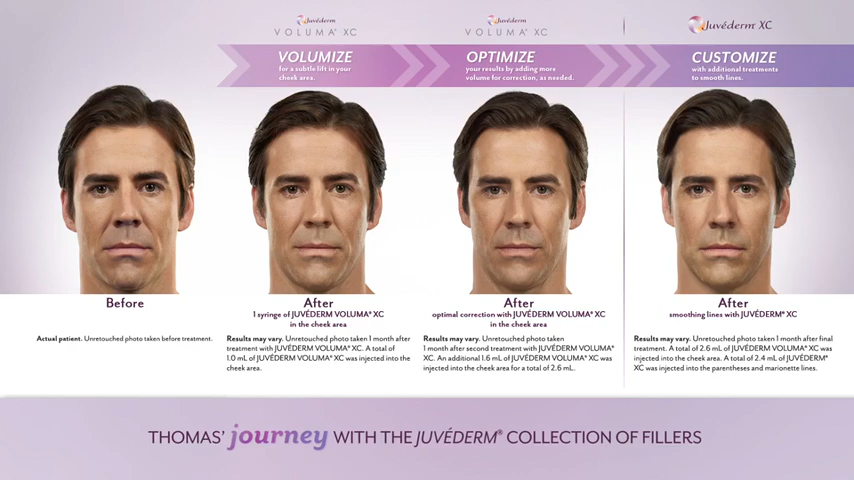 Juvéderm
VOLUMA® XC
Juvéderm
VOLUMA® XC
Juvéderm® XC
VOLUMIZE
for a subtle lift in your
cheek area.
OPTIMIZE
your results by adding more
volume for correction, as needed.
CUSTOMIZE
with additional treatments
to smooth lines.
Before
Actual patient. Unretouched photo taken before treatment.
After
1 syringe of JUVÉDERM VOLUMA® XC
in the cheek area
Results may vary. Unretouched photo taken 1 month after
treatment with JUVÉDERM VOLUMA® XC. A total of
1.0 mL of JUVÉDERM VOLUMA® XC was injected into the
cheek area.
After
optimal correction with JUVÉDERM VOLUMA® XC
in the cheek area
Results may vary. Unretouched photo taken
1 month after second treatment with JUVÉDERM VOLUMA®
XC. An additional 1.6 mL of JUVÉDERM VOLUMA® XC was
injected into the cheek area for a total of 2.6 mL.
After
smoothing lines with JUVÉDERM® XC
Results may vary. Unretouched photo taken 1 month after final
treatment. A total of 2.6 mL of JUVÉDERM VOLUMA® XC was
injected into the cheek area. A total of 2.4 mL of JUVÉDERM®
XC was injected into the parentheses and marionette lines.
THOMAS' journey WITH THE JUVÉDERM® COLLECTION OF FILLERS